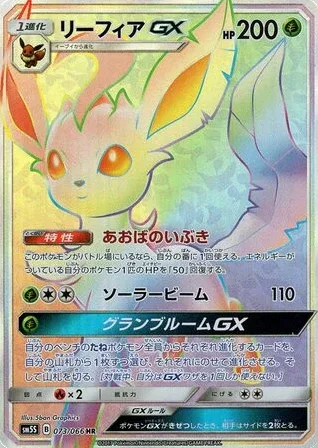 1進化 リーフィアGX HP200
イーブイから進化
特性 あおばのいぶき
このポケモンがバトル場にいるなら、自分の番に1回使える。エネルギーが
ついている自分のポケモン1匹のHPを「50」回復する。
ソーラービーム 110
グランブルームGX
自分のベンチのたねポケモン全員からそれぞれ進化するカードを、
自分の山札から1枚ずつ選び、それぞれにのせて進化させる。そし
て山札を切る。[対戦中、自分はGXワザを1回しか使えない。]
弱点 ×2 抵抗力 にげる
Illus.5ban Graphics
SM5S B 073/066 HR
GXルール
ポケモンGXがきぜつしたとき、相手はサイドを2枚とる。